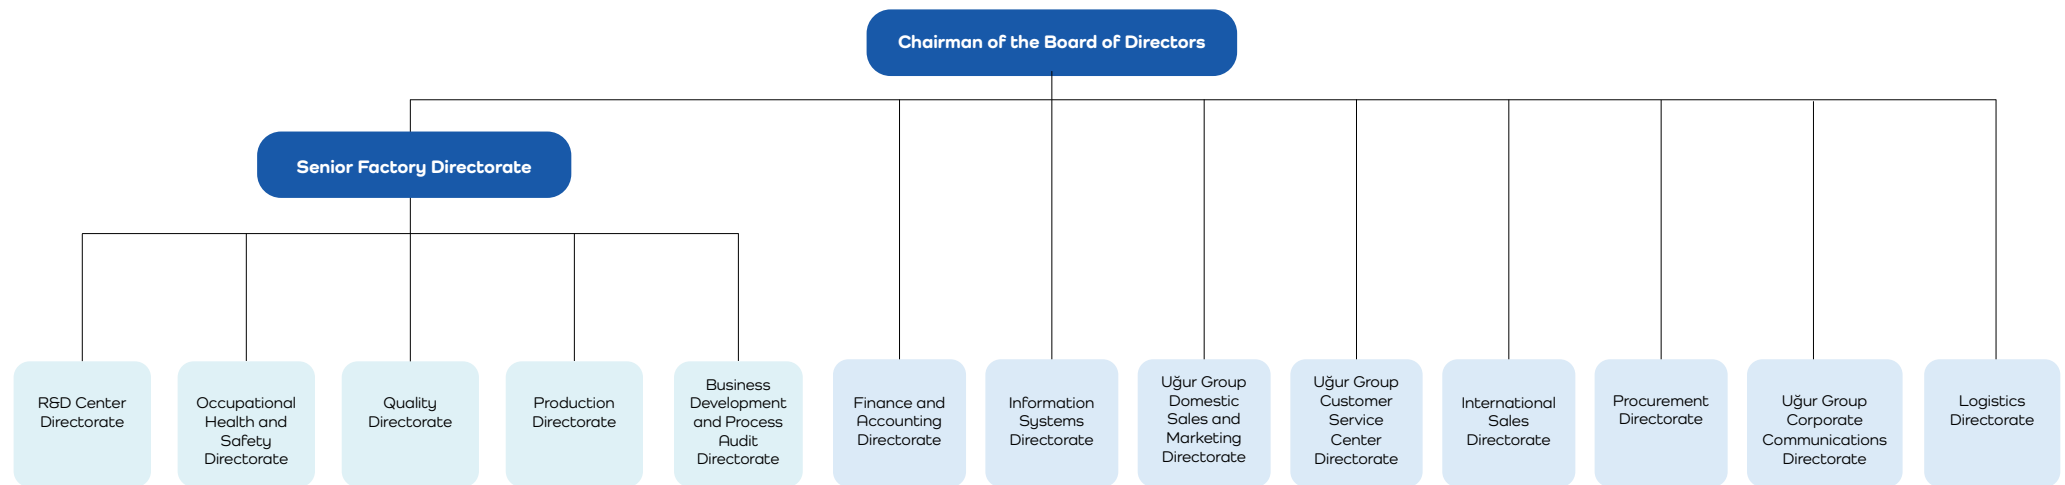 Chairman of the Board of Directors
Senior Factory Directorate
R&D Center
Directorate
Occupational
Health and
Safety
Directorate
Quality
Directorate
Production
Directorate
Business
Development
and Process
Audit
Directorate
Finance and
Accounting
Directorate
Information
Systems
Directorate
Uğur Group
Domestic
Sales and
Marketing
Directorate
Uğur Group
Customer
Service
Center
Directorate
International
Sales
Directorate
Procurement
Directorate
Uğur Group
Corporate
Communications
Directorate
Logistics
Directorate